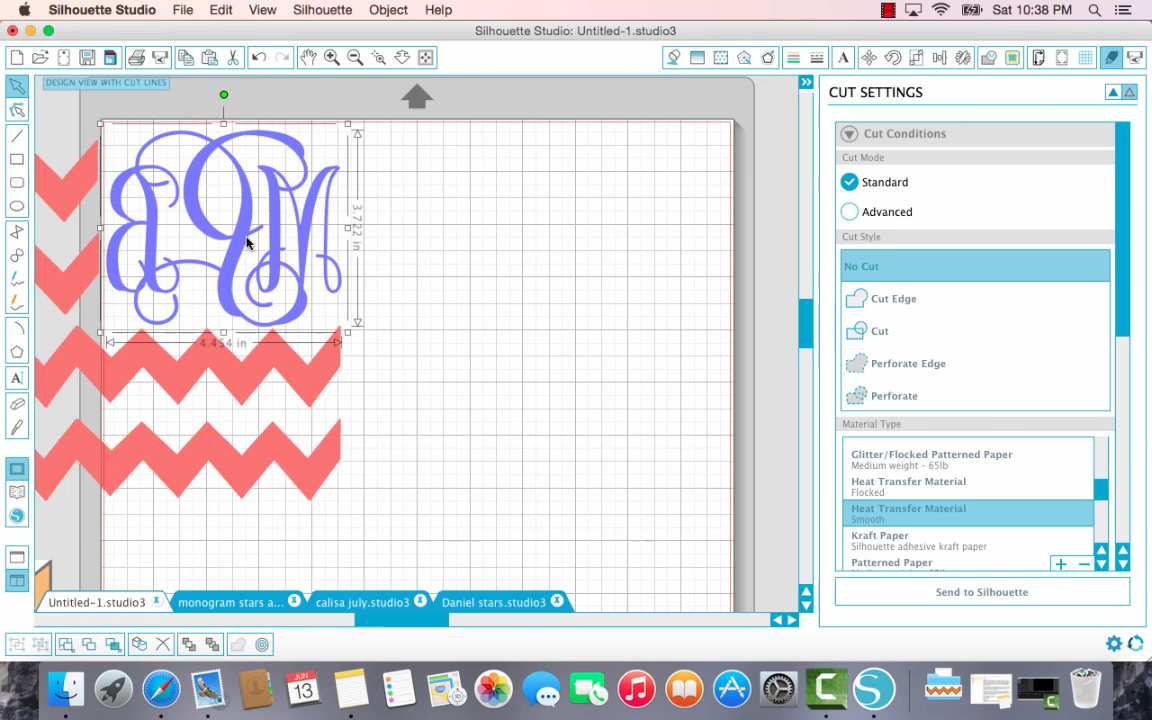 Silhouette Studio File Edit View Silhouette Object Help Sat 10:38 PM
Silhouette Studio: Untitled-1.studio3
DESIGN VIEW WITH CUT LINES
CUT SETTINGS
Cut Conditions
Cut Mode
Standard
Advanced
Cut Style
No Cut
Cut Edge
Cut
Perforate Edge
Perforate
Material Type
Glitter/Flocked Patterned Paper
Medium weight - 65lb
Heat Transfer Material
Flocked
Heat Transfer Material
Smooth
Kraft Paper
Silhouette adhesive kraft paper
Patterned Paper
Send to Silhouette
3.722 in
4.454 in
Untitled-1.studio3 x monogram stars a... x calisa july.studio3 x Daniel stars.studio3 x
JUN
13